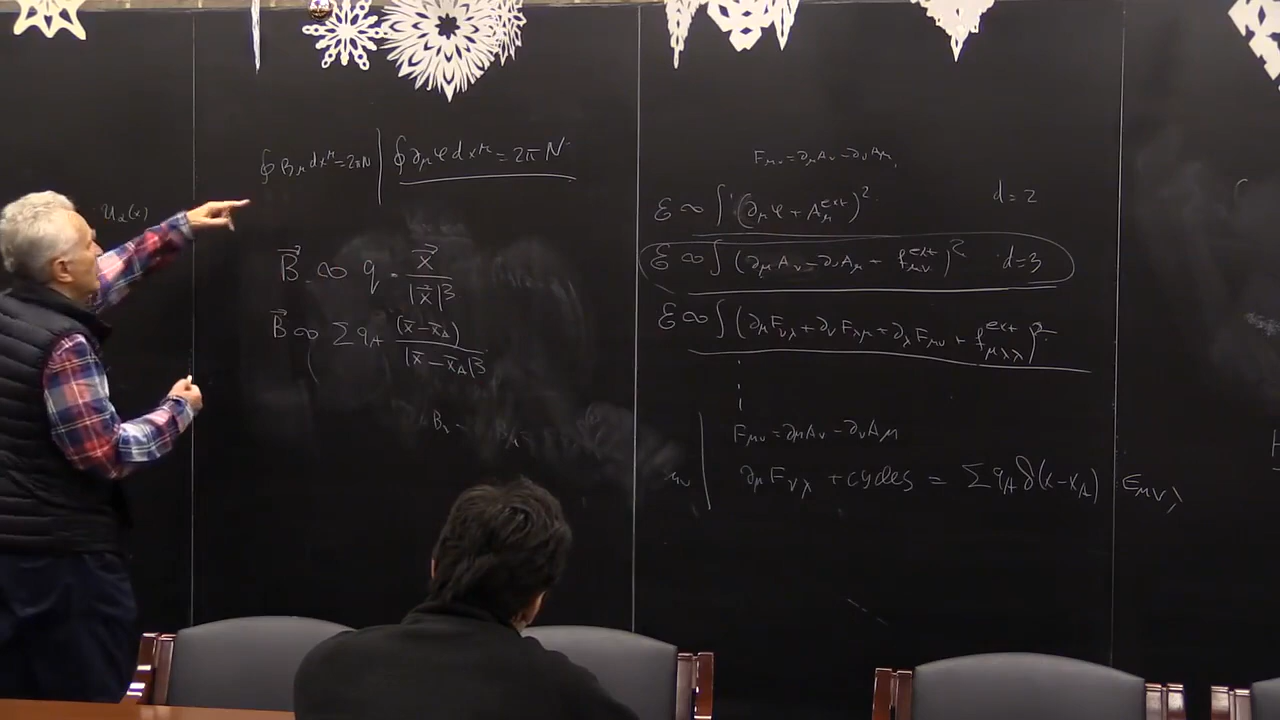 u_α(x)
∮ B_μ dx^μ = 2πN | ∮ ∂_μ φ dx^μ = 2π N
B⃗ ∞ q · x⃗ / |x⃗|3
B⃗ ∞ Σ q_A (x̄ - x̄_A) / |x̄ - x̄_A|3
B
F_μν = ∂_μ A_ν - ∂_ν A_μ
ℰ ∞ ∫ (∂_μ φ + A_μ^ext)^2 d = 2
ℰ ∞ ∫ (∂_μ A_ν - ∂_ν A_μ + f_μν^ext)^2 d = 3
ℰ ∞ ∫ (∂_μ F_νλ + ∂_ν F_λμ + ∂_λ F_μν + f_μλλ^ext)^2
F_μν = ∂_μ A_ν - ∂_ν A_μ
∂_μ F_νλ + cycles = Σ q_A δ(x - x_A) ε_μνλ